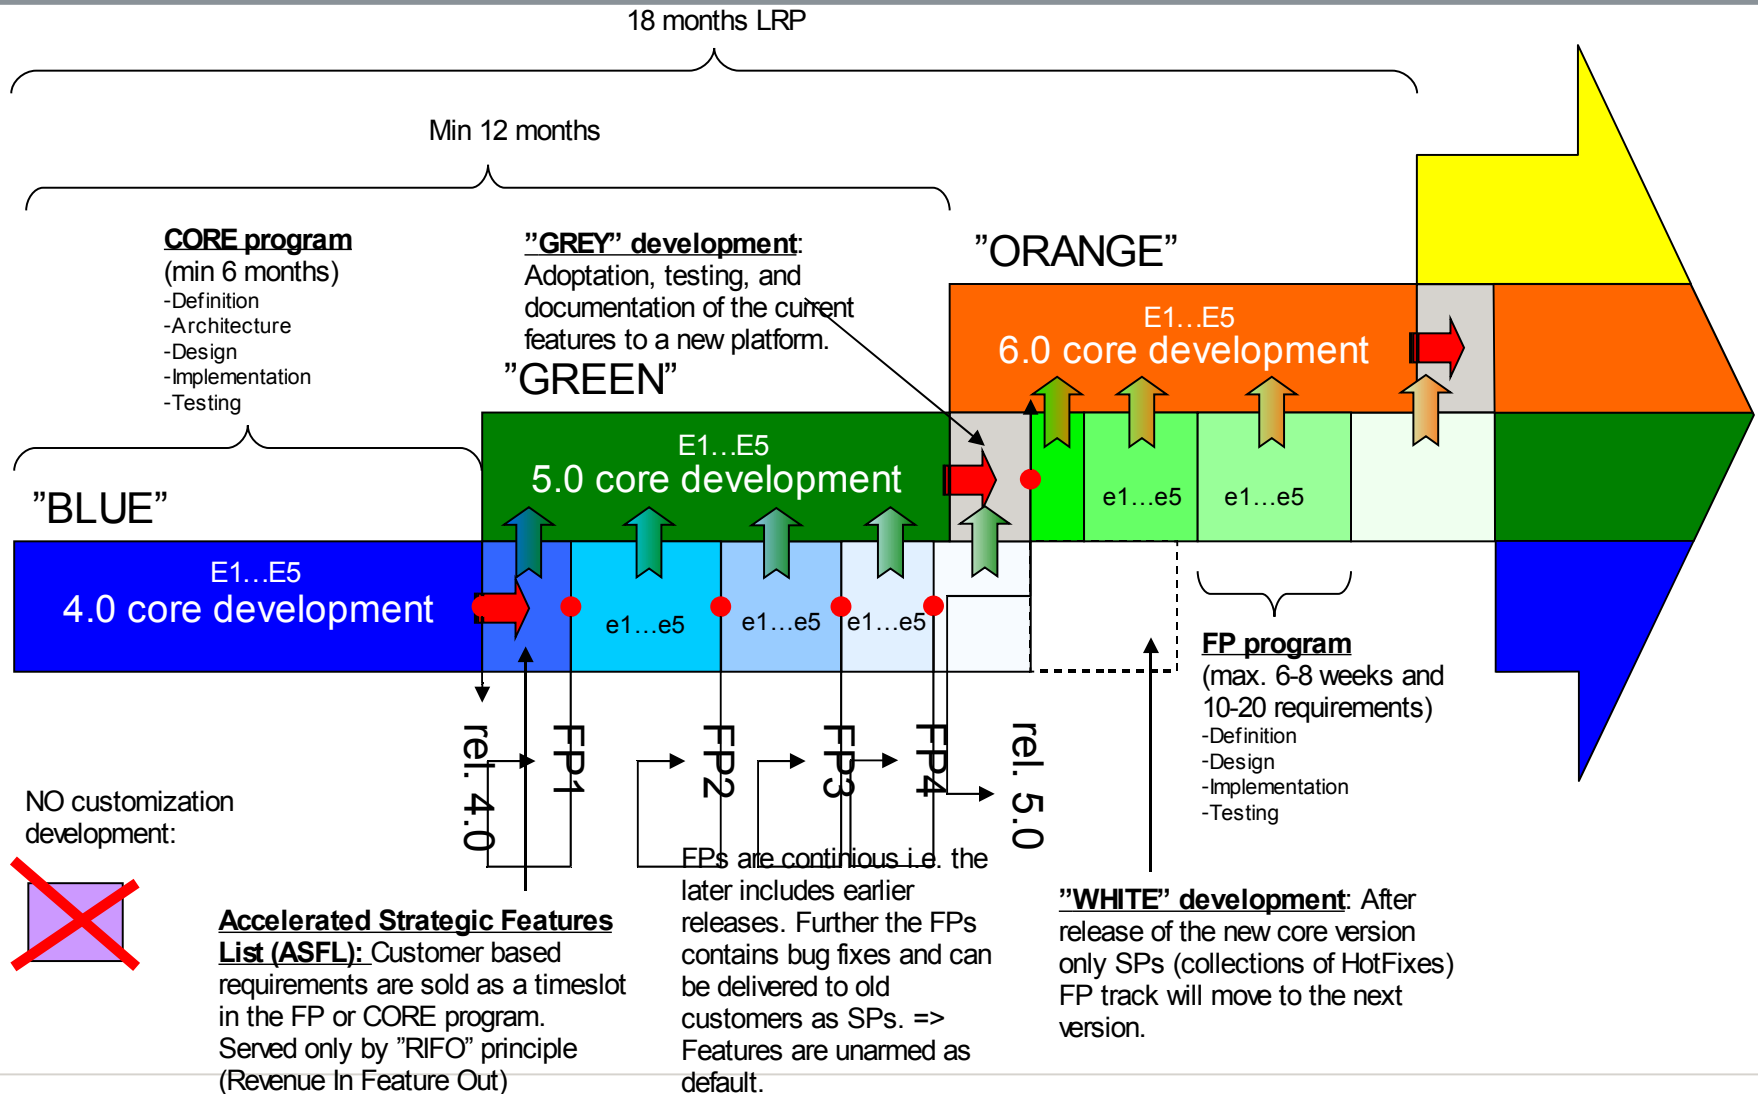 18 months LRP
Min 12 months
CORE program
(min 6 months)
-Definition
-Architecture
-Design
-Implementation
-Testing
”GREY” development:
Adoptation, testing, and
documentation of the current
features to a new platform.
”ORANGE”
E1…E5
6.0 core development
”GREEN”
E1…E5
5.0 core development
e1…e5
e1…e5
”BLUE”
E1…E5
4.0 core development
e1…e5
e1…e5
e1…e5
rel. 4.0
FP1
FP2
FP3
FP4
rel. 5.0
FP program
(max. 6-8 weeks and
10-20 requirements)
-Definition
-Design
-Implementation
-Testing
NO customization
development:
Accelerated Strategic Features
List (ASFL): Customer based
requirements are sold as a timeslot
in the FP or CORE program.
Served only by ”RIFO” principle
(Revenue In Feature Out)
FPs are continious i.e. the
later includes earlier
releases. Further the FPs
contains bug fixes and can
be delivered to old
customers as SPs. =>
Features are unarmed as
default.
”WHITE” development: After
release of the new core version
only SPs (collections of HotFixes)
FP track will move to the next
version.